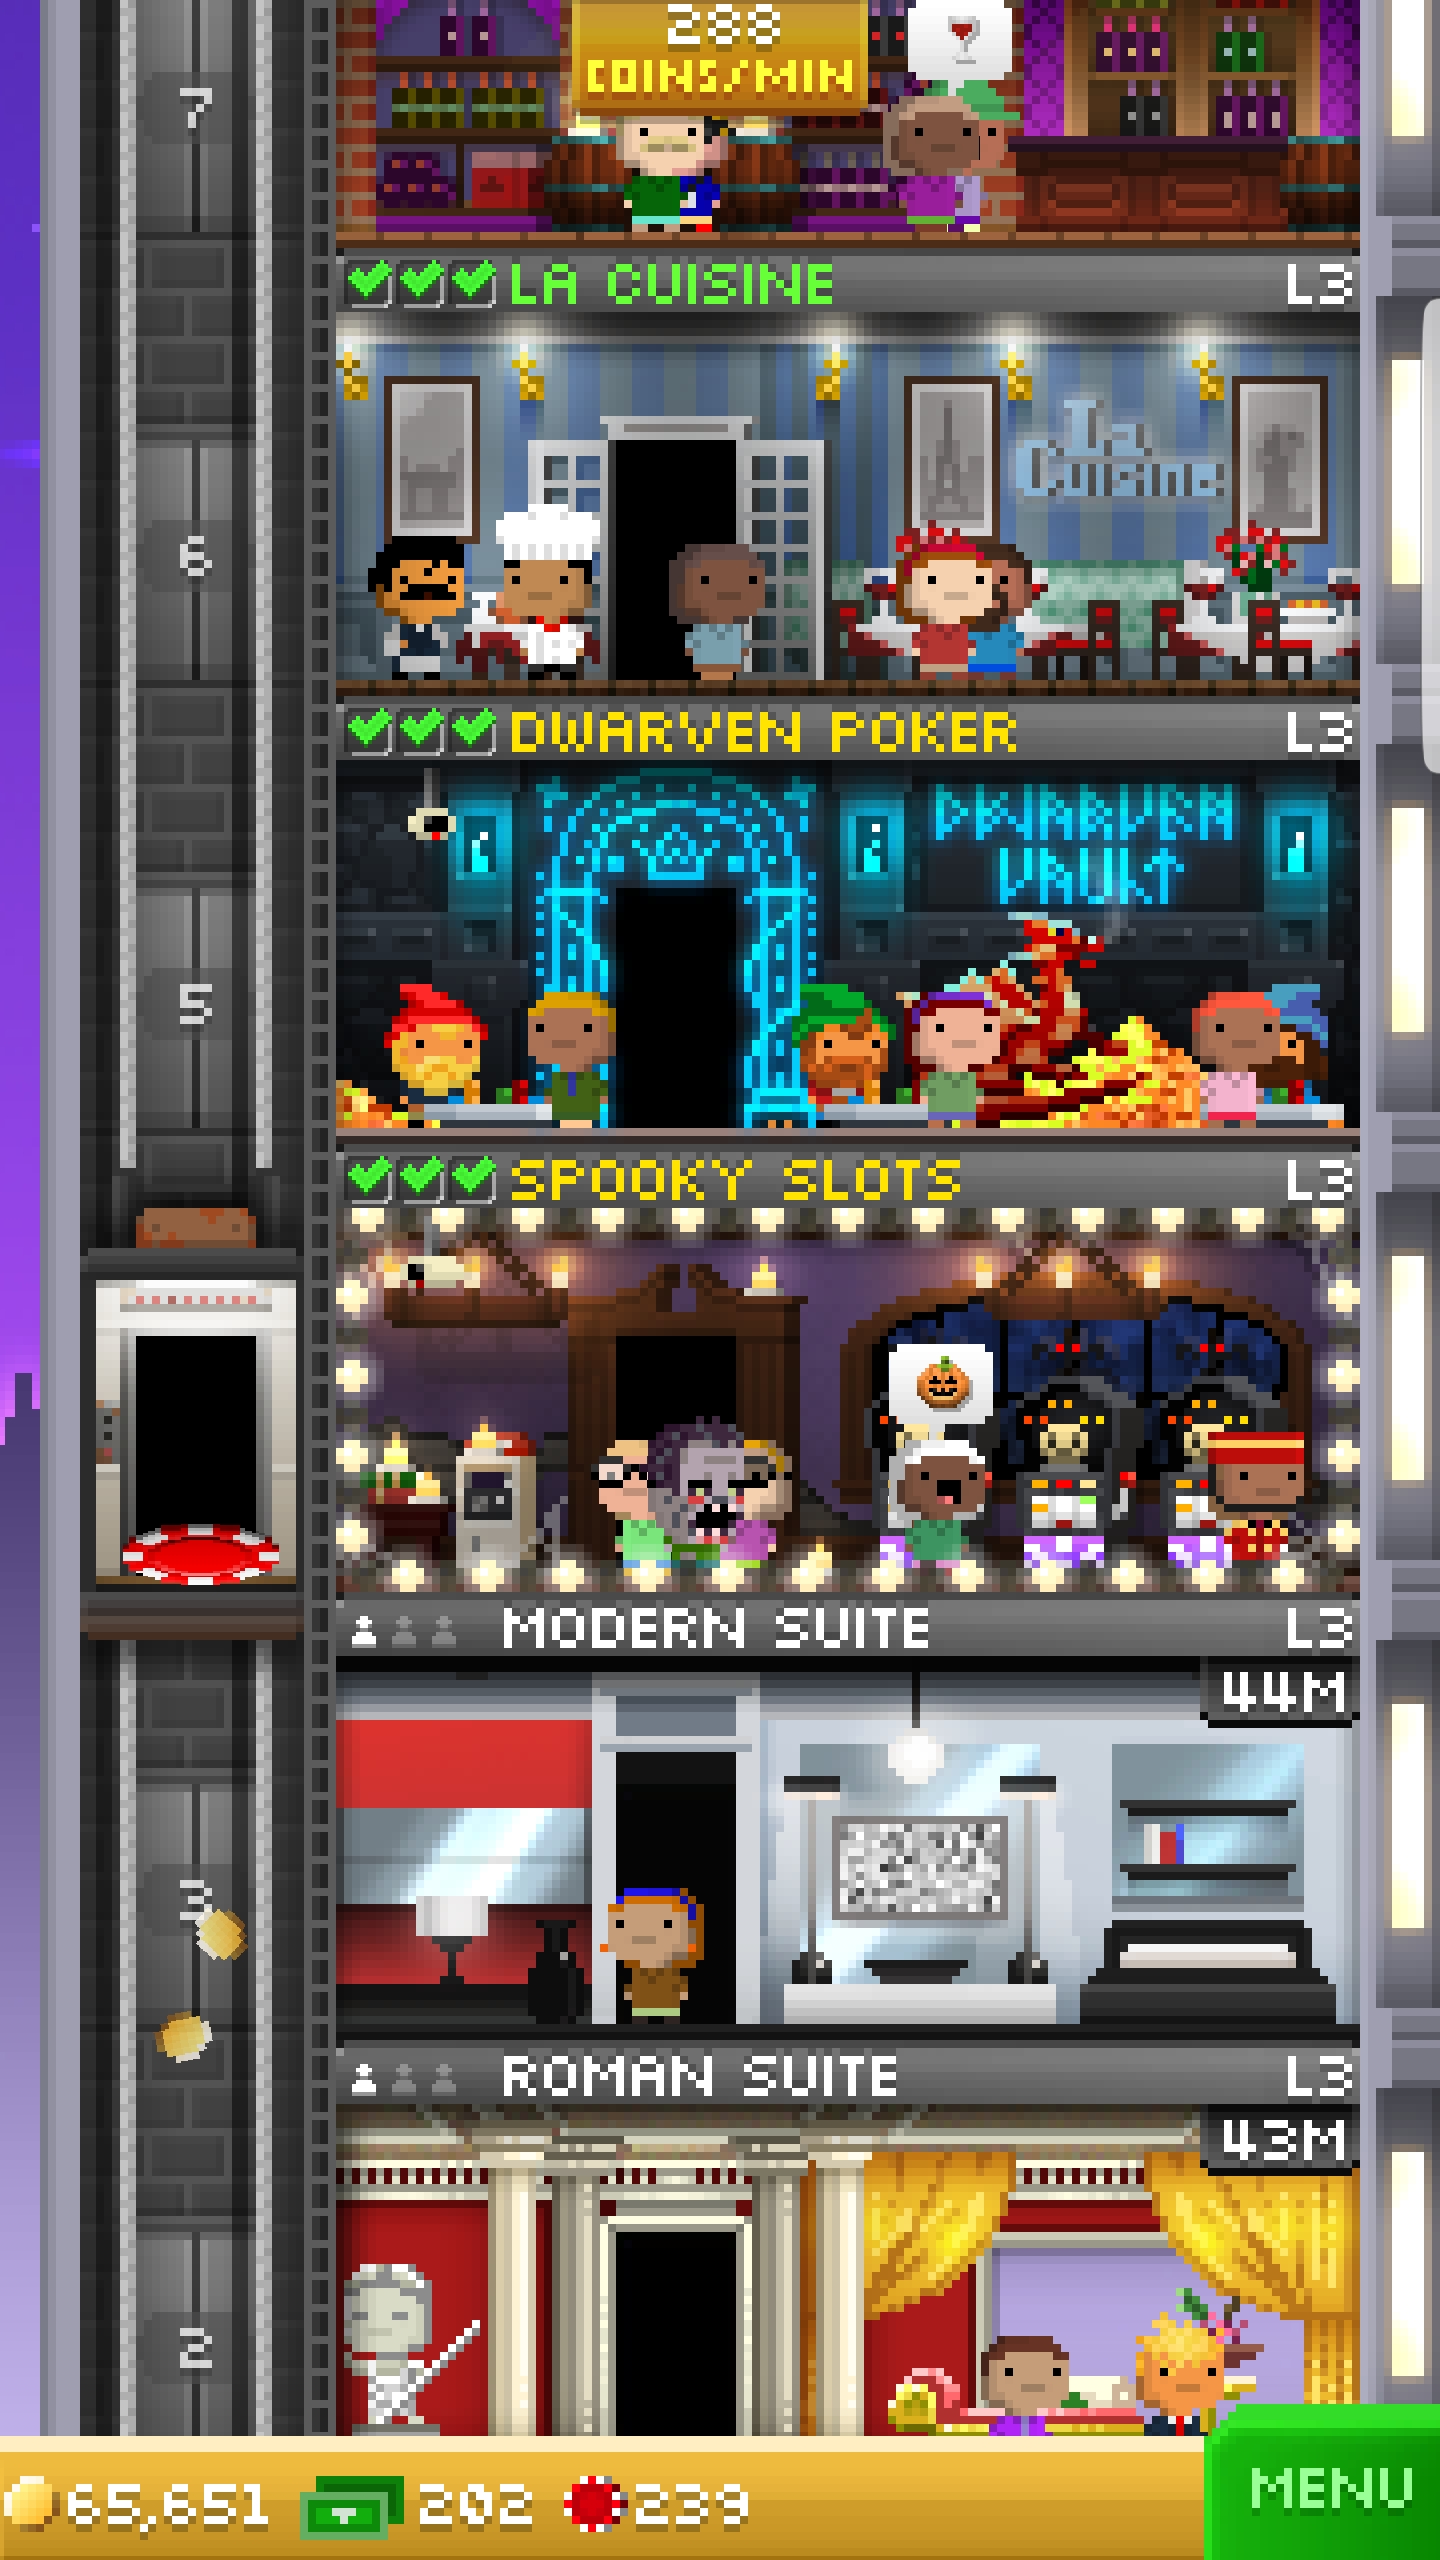 288
COINS/MIN
7
LA CUISINE L3
La
Cuisine
6
DWARVEN POKER L3
DWARVEN
VAULT
5
SPOOKY SLOTS L3
MODERN SUITE L3
44M
3
ROMAN SUITE L3
43M
2
65,651 202 239 MENU